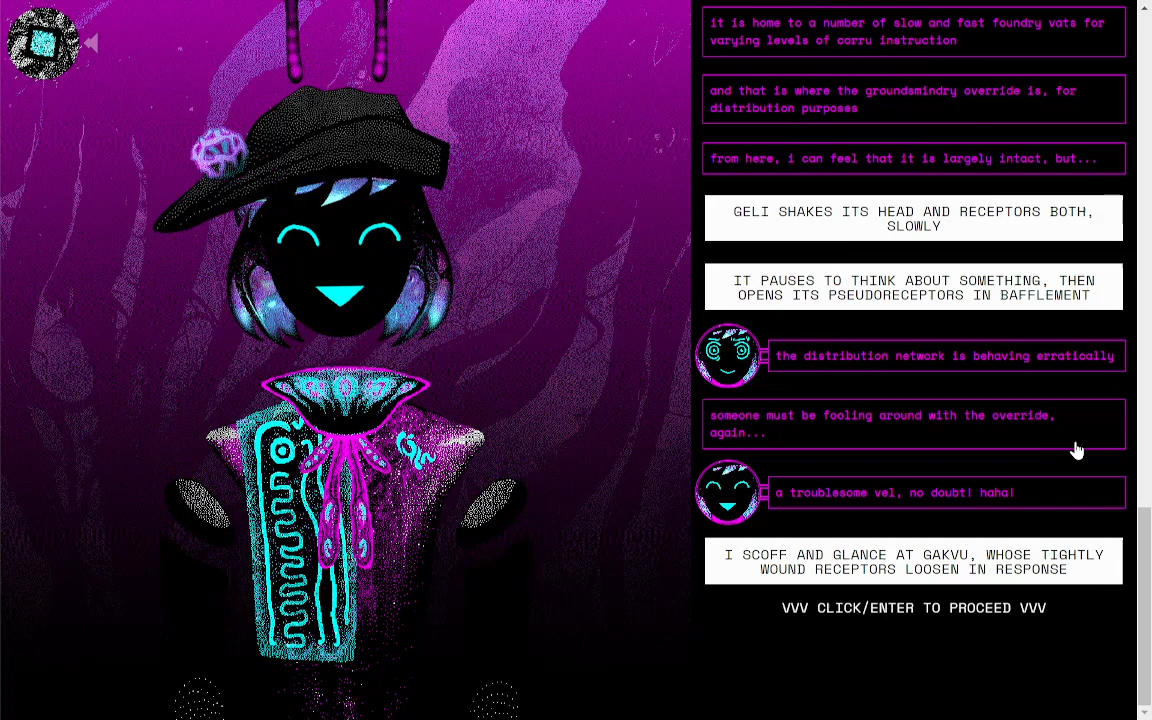 it is home to a number of slow and fast foundry vats for
varying levels of corru instruction
and that is where the groundsmindry override is, for
distribution purposes
from here, i can feel that it is largely intact, but...
GELI SHAKES ITS HEAD AND RECEPTORS BOTH,
SLOWLY
IT PAUSES TO THINK ABOUT SOMETHING, THEN
OPENS ITS PSEUDORECEPTORS IN BAFFLEMENT
the distribution network is behaving erratically
someone must be fooling around with the override,
again...
a troublesome vel, no doubt! haha!
I SCOFF AND GLANCE AT GAKVU, WHOSE TIGHTLY
WOUND RECEPTORS LOOSEN IN RESPONSE
VVV CLICK/ENTER TO PROCEED VVV